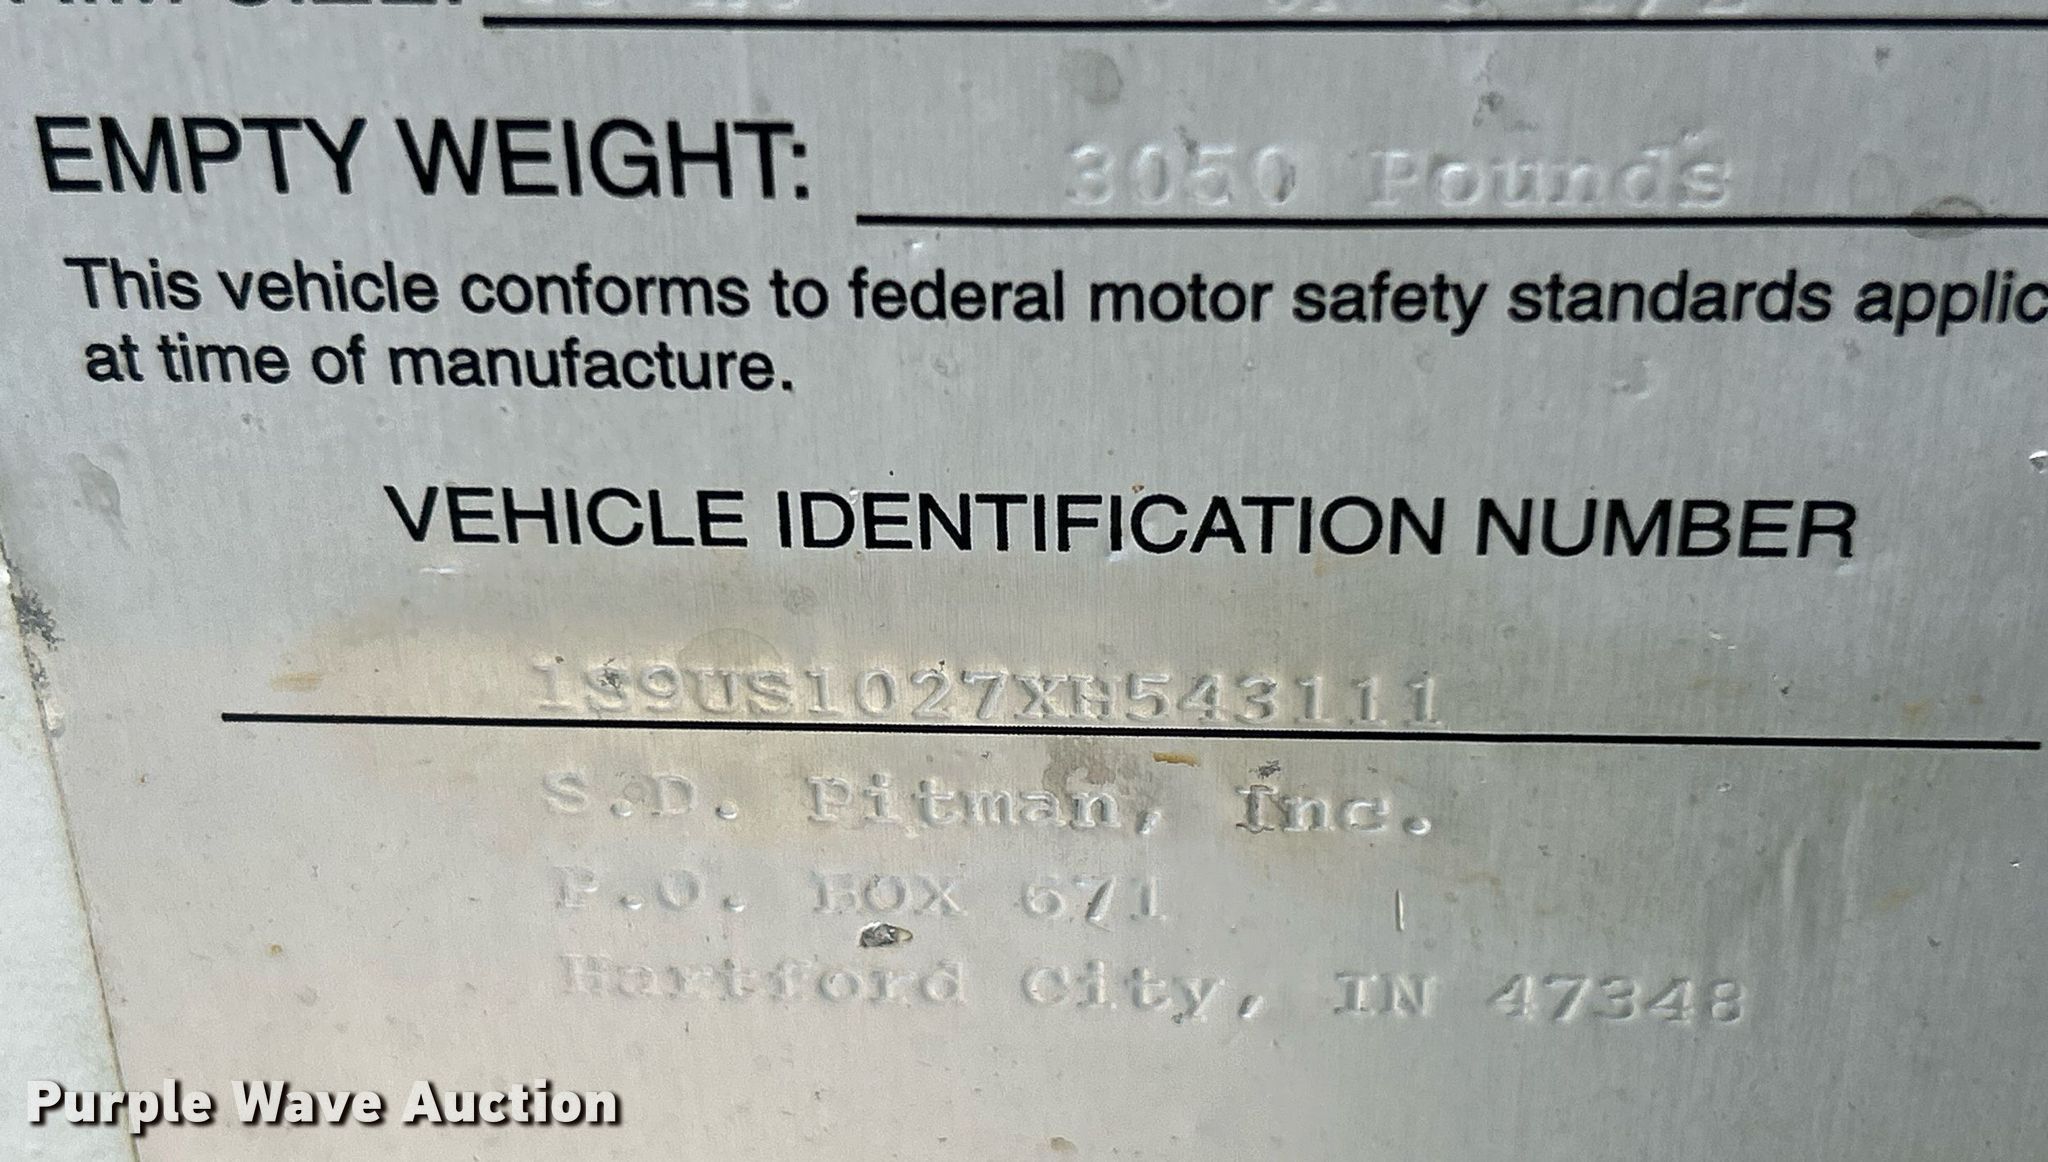 EMPTY WEIGHT: 3050 Pounds
This vehicle conforms to federal motor safety standards applic
at time of manufacture.
VEHICLE IDENTIFICATION NUMBER
1S9US1027XH543111
S.D. Pitman, Inc.
P.O. BOX 671
Hartford City, IN 47348
Purple Wave Auction